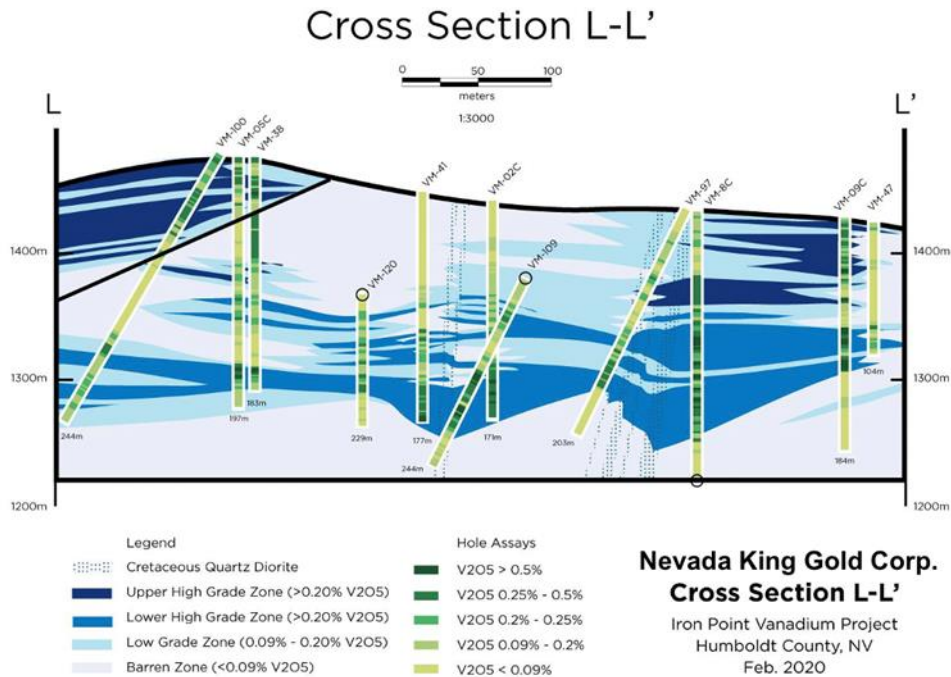 Cross Section L-L'
0 50 100
meters
1:3000
L L'
VM-100
VM-05C
VM-38
VM-41
VM-02C
VM-109
VM-120
VM-97
VM-8C
VM-09C
VM-47
1400m 1400m
1300m 1300m
1200m 1200m
244m
197m
183m
229m
177m
244m
171m
203m
184m
104m
Legend
Cretaceous Quartz Diorite
Upper High Grade Zone (>0.20% V2O5)
Lower High Grade Zone (>0.20% V2O5)
Low Grade Zone (0.09% - 0.20% V2O5)
Barren Zone (<0.09% V2O5)
Hole Assays
V2O5 > 0.5%
V2O5 0.25% - 0.5%
V2O5 0.2% - 0.25%
V2O5 0.09% - 0.2%
V2O5 < 0.09%
Nevada King Gold Corp.
Cross Section L-L'
Iron Point Vanadium Project
Humboldt County, NV
Feb. 2020